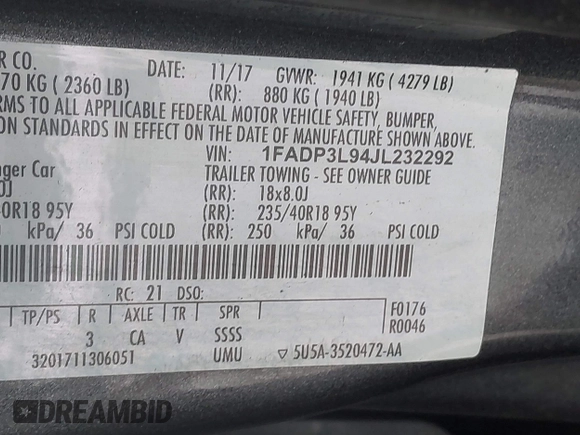 R CO.
DATE: 11/17 GVWR: 1941 KG ( 4279 LB)
70 KG ( 2360 LB) (RR): 880 KG ( 1940 LB)
RMS TO ALL APPLICABLE FEDERAL MOTOR VEHICLE SAFETY, BUMPER,
ON STANDARDS IN EFFECT ON THE DATE OF MANUFACTURE SHOWN ABOVE.
VIN: 1FADP3L94JL232292
nger Car TRAILER TOWING - SEE OWNER GUIDE
.0J (RR): 18x8.0J
40R18 95Y (RR): 235/40R18 95Y
kPa/ 36 PSI COLD (RR): 250 kPa/ 36 PSI COLD
RC: 21 DSO:
TP/PS R AXLE TR SPR F0176
3 CA V SSSS R0046
3201711306051 UMU ▽ 5U5A-3520472-AA
DREAMBID